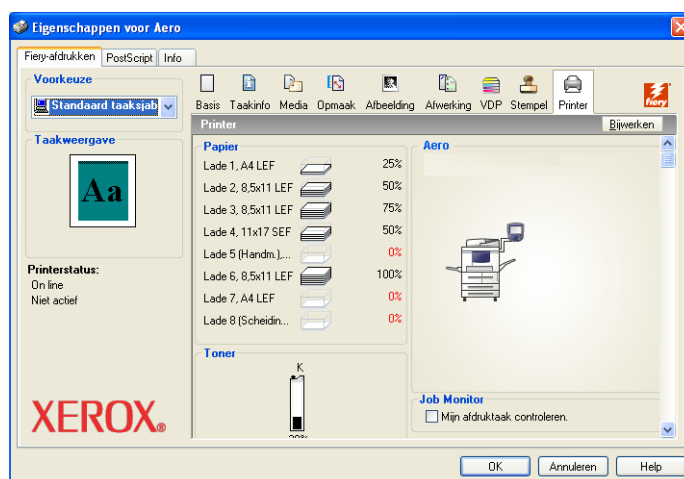 Eigenschappen voor Aero
Fiery-afdrukken PostScript Info
Voorkeuze
Standaard taaksjab
Taakweergave
Aa
Printerstatus:
On line
Niet actief
XEROX®
Basis Taakinfo Media Opmaak Afbeelding Afwerking VDP Stempel Printer
fiery
Printer
Bijwerken
Papier
Lade 1, A4 LEF 25%
Lade 2, 8,5x11 LEF 50%
Lade 3, 8,5x11 LEF 75%
Lade 4, 11x17 SEF 50%
Lade 5 (Handm.),... 0%
Lade 6, 8,5x11 LEF 100%
Lade 7, A4 LEF 0%
Lade 8 (Scheidin... 0%
Toner
K
Aero
Job Monitor
Mijn afdruktaak controleren.
OK Annuleren Help